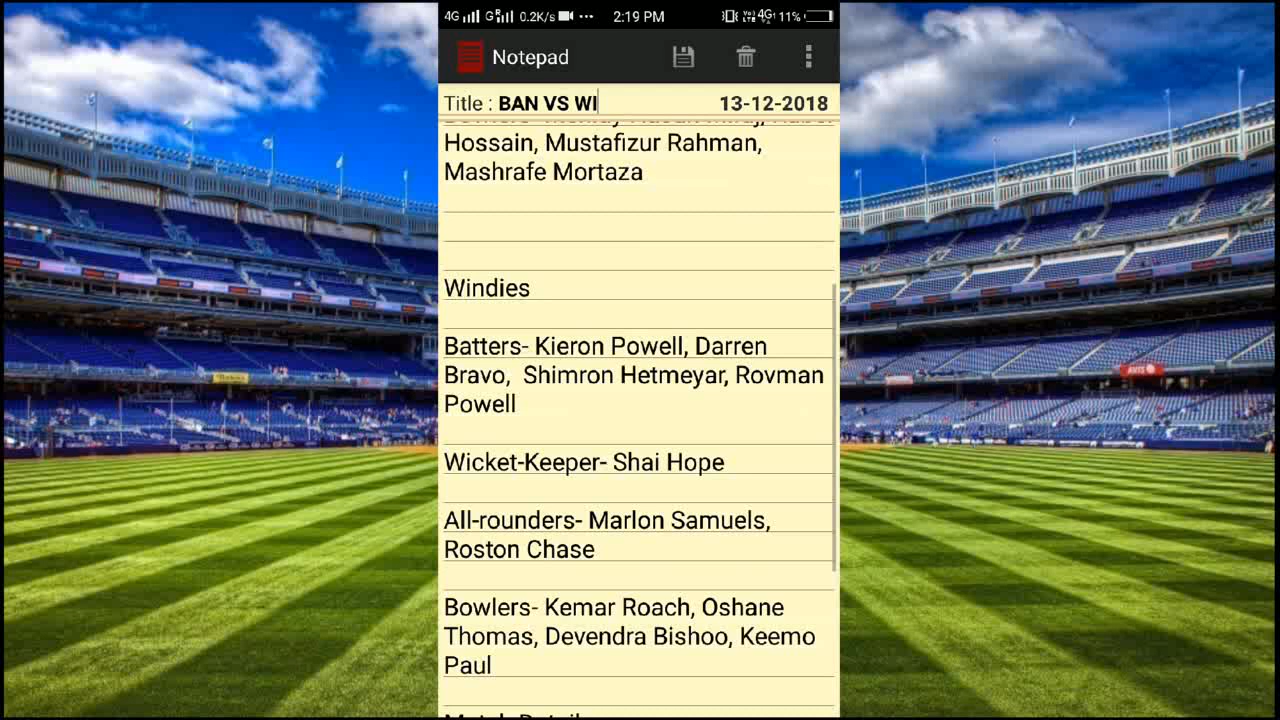 4G 0.2K/s 2:19 PM 4G 11%
Notepad
Title : BAN VS WI 13-12-2018
Hossain, Mustafizur Rahman,
Mashrafe Mortaza
Windies
Batters- Kieron Powell, Darren
Bravo, Shimron Hetmeyar, Rovman
Powell
Wicket-Keeper- Shai Hope
All-rounders- Marlon Samuels,
Roston Chase
Bowlers- Kemar Roach, Oshane
Thomas, Devendra Bishoo, Keemo
Paul
AVIS